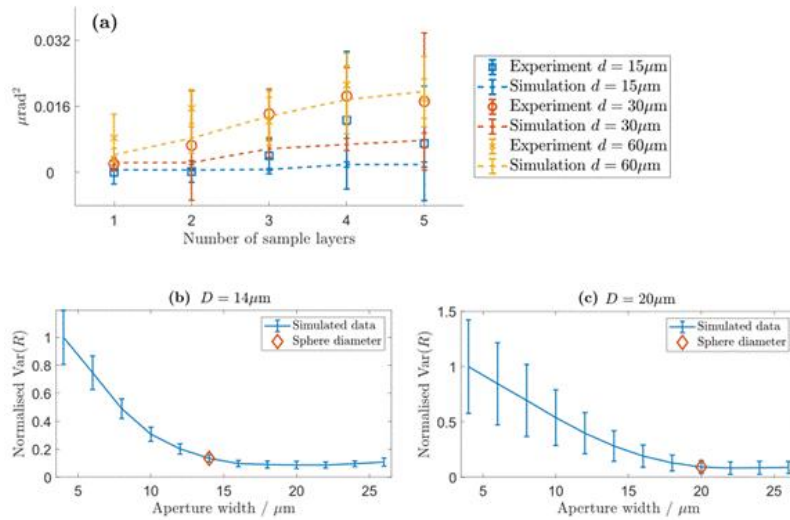 (a)
0.032
0.016
0
μrad²
1 2 3 4 5
Number of sample layers
Experiment d = 15μm
Simulation d = 15μm
Experiment d = 30μm
Simulation d = 30μm
Experiment d = 60μm
Simulation d = 60μm
(b) D = 14μm
Simulated data
Sphere diameter
1
0.8
0.6
0.4
0.2
0
Normalised Var(R)
5 10 15 20 25
Aperture width / μm
(c) D = 20μm
Simulated data
Sphere diameter
1.5
1
0.5
0
Normalised Var(R)
5 10 15 20 25
Aperture width / μm